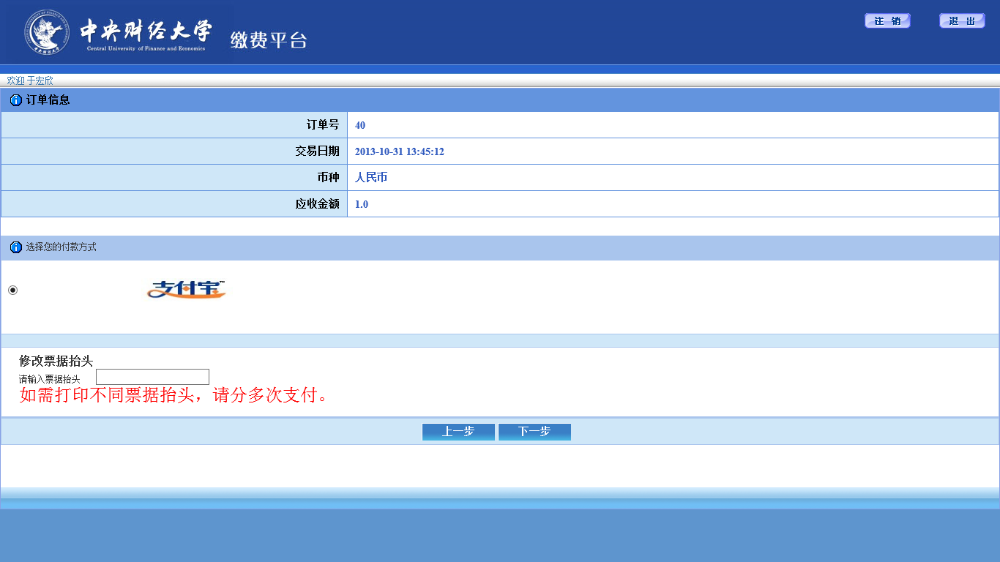 中央财经大学
Central University of Finance and Economics
缴费平台
注 销
退 出
欢迎 于宏欣
订单信息
订单号 40
交易日期 2013-10-31 13:45:12
币种 人民币
应收金额 1.0
选择您的付款方式
支付宝™
修改票据抬头
请输入票据抬头
如需打印不同票据抬头，请分多次支付。
上一步 下一步